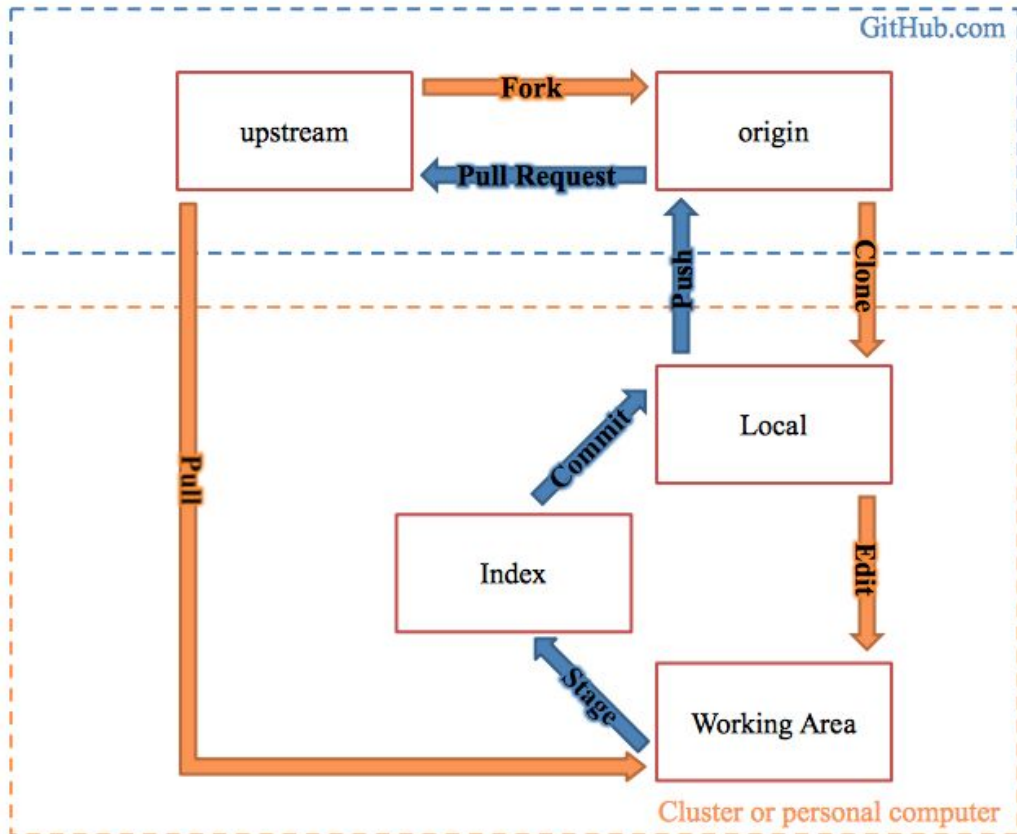 GitHub.com
upstream
Fork
origin
Pull Request
Push
Clone
Local
Commit
Pull
Index
Edit
Stage
Working Area
Cluster or personal computer